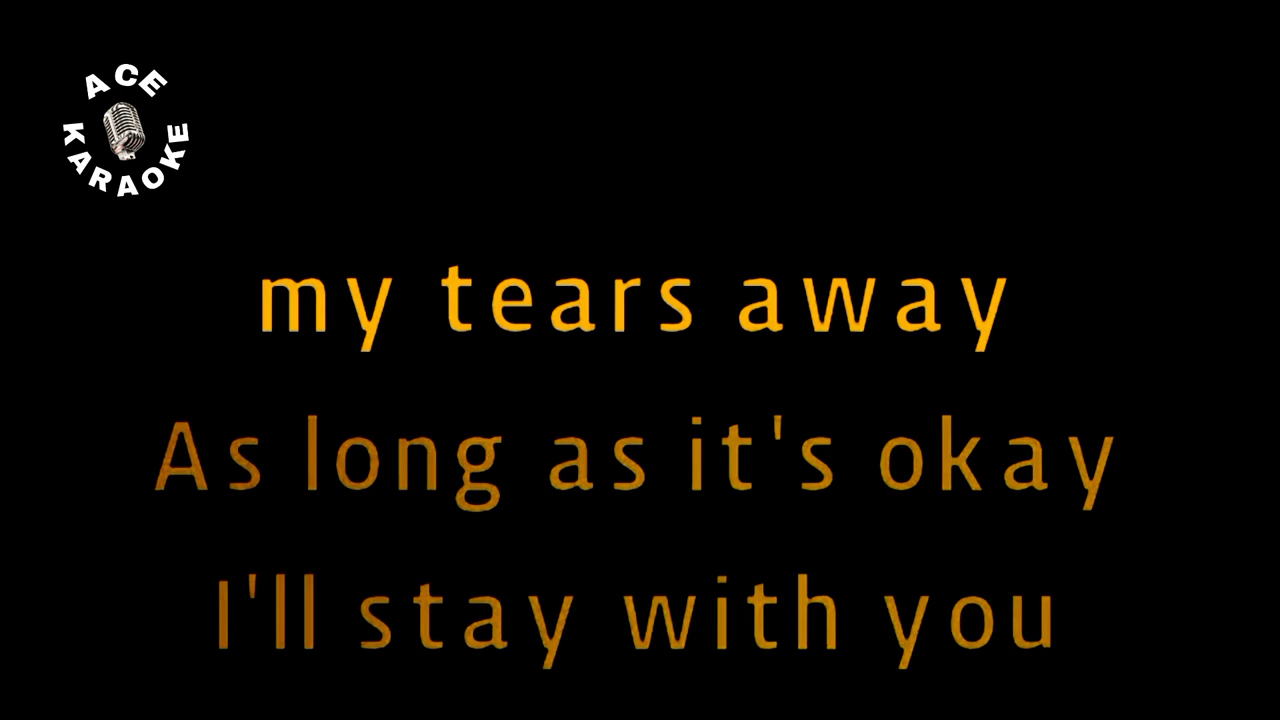 ACE
KARAOKE
my tears away
As long as it's okay
I'll stay with you